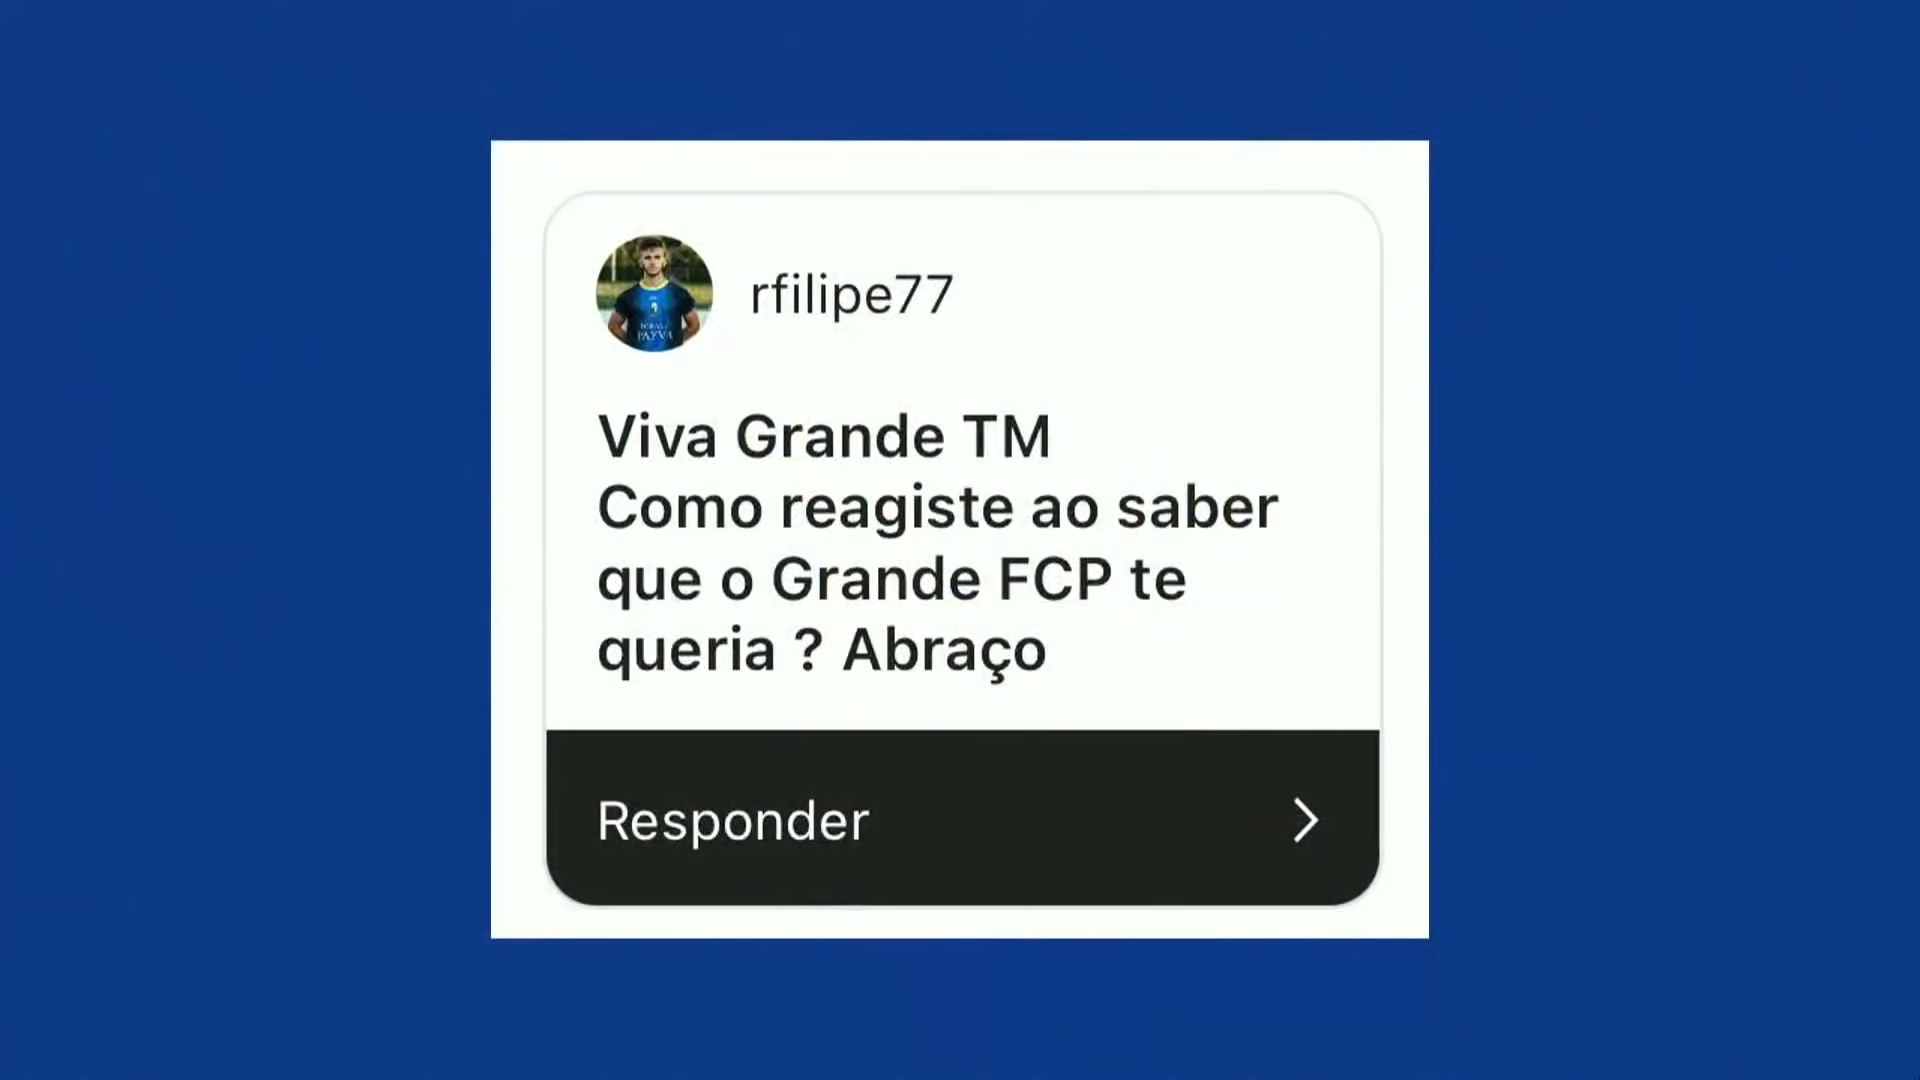 rfilipe77
Viva Grande TM
Como reagiste ao saber
que o Grande FCP te
queria ? Abraço
Responder